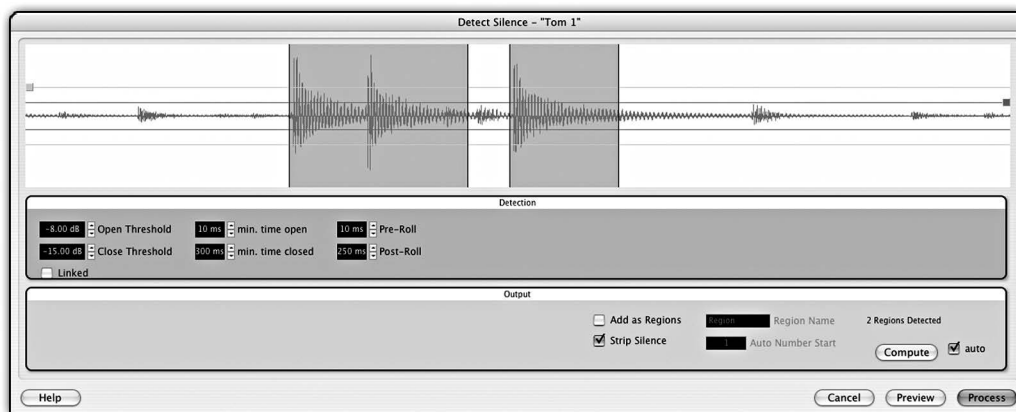 Detect Silence - "Tom 1"
Detection
-8.00 dB Open Threshold 10 ms min. time open 10 ms Pre-Roll
-15.00 dB Close Threshold 300 ms min. time closed 250 ms Post-Roll
Linked
Output
Add as Regions Region Region Name 2 Regions Detected
Strip Silence 1 Auto Number Start
Compute auto
Help Cancel Preview Process